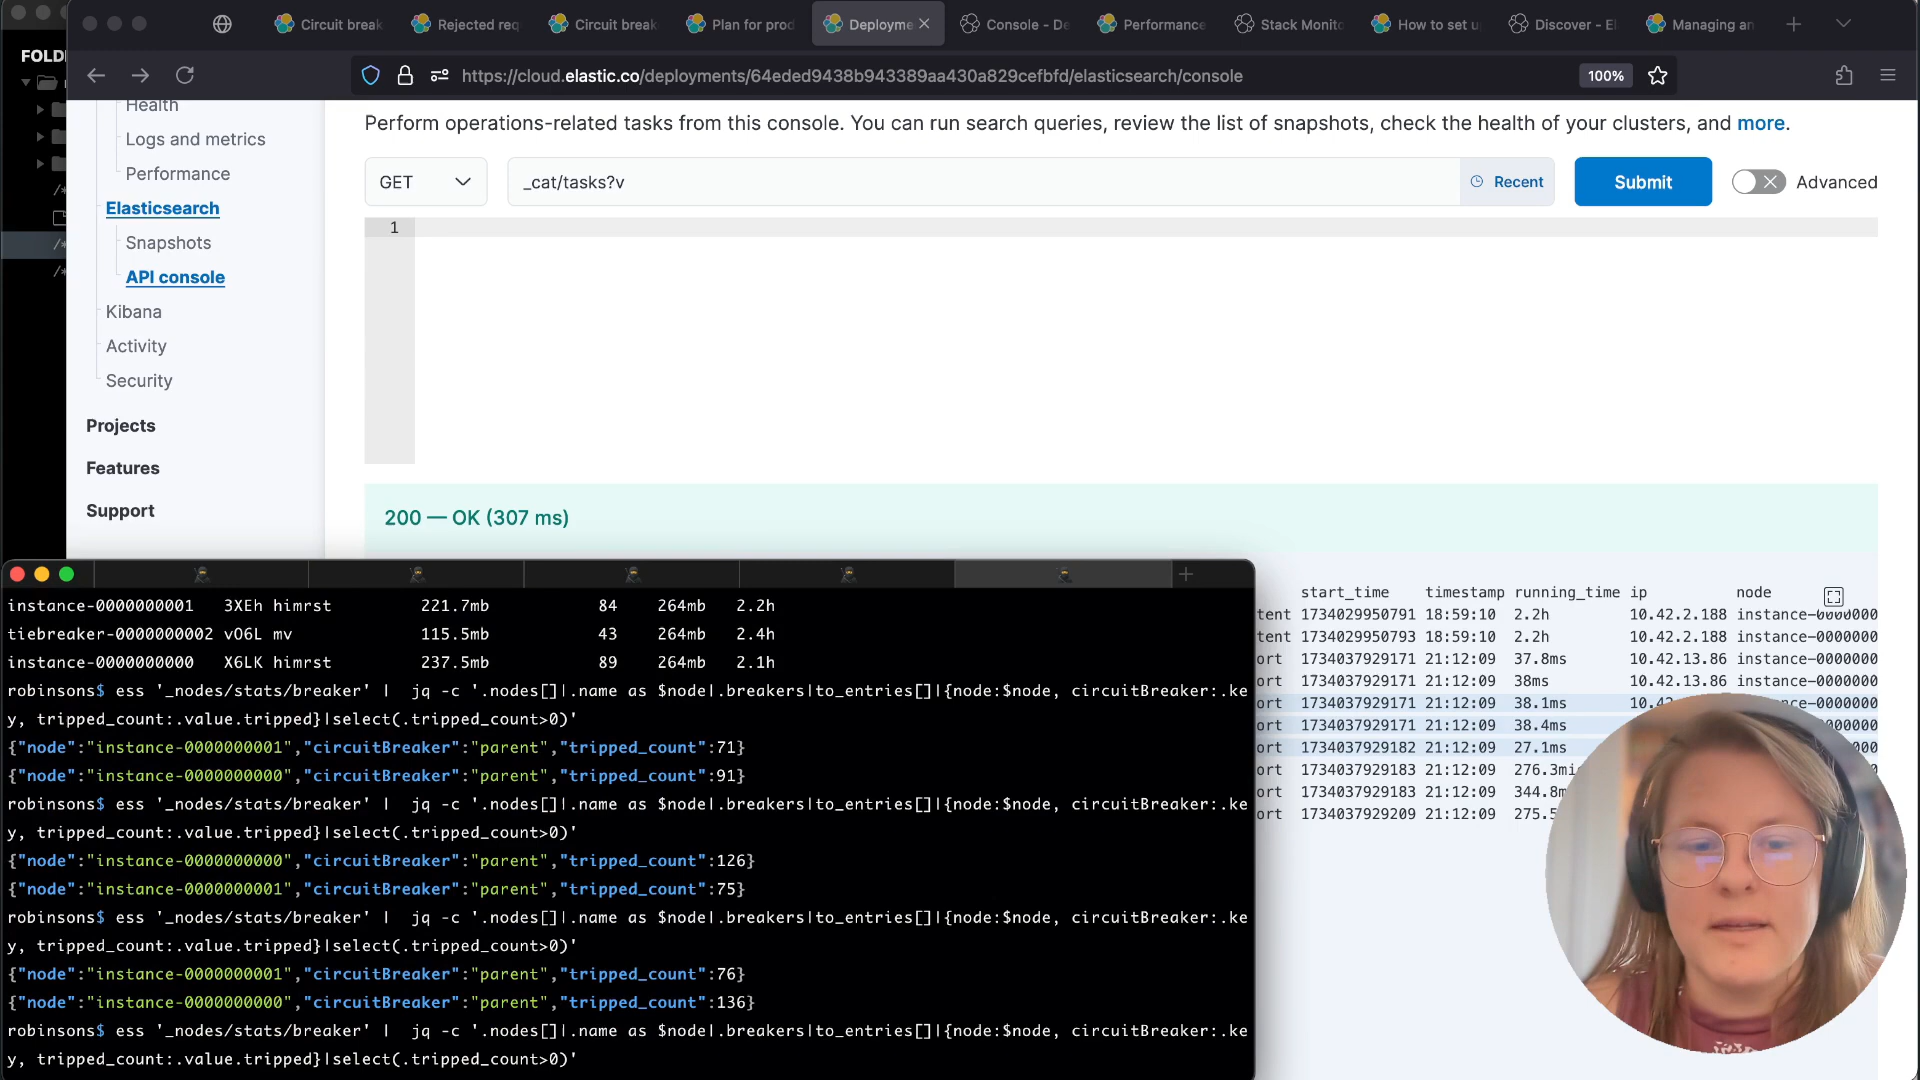 FOLD
Circuit break
Rejected req
Circuit break
Plan for prod
Deployme
Console - De
Performance
Stack Monito
How to set u
Discover - El
Managing an
https://cloud.elastic.co/deployments/64eded9438b943389aa430a829cefbfd/elasticsearch/console
100%
Health
Logs and metrics
Performance
Elasticsearch
Snapshots
API console
Kibana
Activity
Security
Projects
Features
Support
Perform operations-related tasks from this console. You can run search queries, review the list of snapshots, check the health of your clusters, and more.
GET
_cat/tasks?v
Recent
Submit
Advanced
1
200 — OK (307 ms)
start_time timestamp running_time ip node
tent 1734029950791 18:59:10 2.2h 10.42.2.188 instance-0000000
tent 1734029950793 18:59:10 2.2h 10.42.2.188 instance-0000000
ort 1734037929171 21:12:09 37.8ms 10.42.13.86 instance-0000000
ort 1734037929171 21:12:09 38ms 10.42.13.86 instance-0000000
ort 1734037929171 21:12:09 38.1ms 10.42 nce-0000000
ort 1734037929171 21:12:09 38.4ms 0000000
ort 1734037929182 21:12:09 27.1ms 000
ort 1734037929183 21:12:09 276.3mi
ort 1734037929183 21:12:09 344.8m
ort 1734037929209 21:12:09 275.5
instance-0000000001 3XEh himrst 221.7mb 84 264mb 2.2h
tiebreaker-0000000002 vO6L mv 115.5mb 43 264mb 2.4h
instance-0000000000 X6LK himrst 237.5mb 89 264mb 2.1h
robinsons$ ess '_nodes/stats/breaker' | jq -c '.nodes[]|.name as $node|.breakers|to_entries[]|{node:$node, circuitBreaker:.ke
y, tripped_count:.value.tripped}|select(.tripped_count>0)'
{"node":"instance-0000000001","circuitBreaker":"parent","tripped_count":71}
{"node":"instance-0000000000","circuitBreaker":"parent","tripped_count":91}
robinsons$ ess '_nodes/stats/breaker' | jq -c '.nodes[]|.name as $node|.breakers|to_entries[]|{node:$node, circuitBreaker:.ke
y, tripped_count:.value.tripped}|select(.tripped_count>0)'
{"node":"instance-0000000000","circuitBreaker":"parent","tripped_count":126}
{"node":"instance-0000000001","circuitBreaker":"parent","tripped_count":75}
robinsons$ ess '_nodes/stats/breaker' | jq -c '.nodes[]|.name as $node|.breakers|to_entries[]|{node:$node, circuitBreaker:.ke
y, tripped_count:.value.tripped}|select(.tripped_count>0)'
{"node":"instance-0000000001","circuitBreaker":"parent","tripped_count":76}
{"node":"instance-0000000000","circuitBreaker":"parent","tripped_count":136}
robinsons$ ess '_nodes/stats/breaker' | jq -c '.nodes[]|.name as $node|.breakers|to_entries[]|{node:$node, circuitBreaker:.ke
y, tripped_count:.value.tripped}|select(.tripped_count>0)'